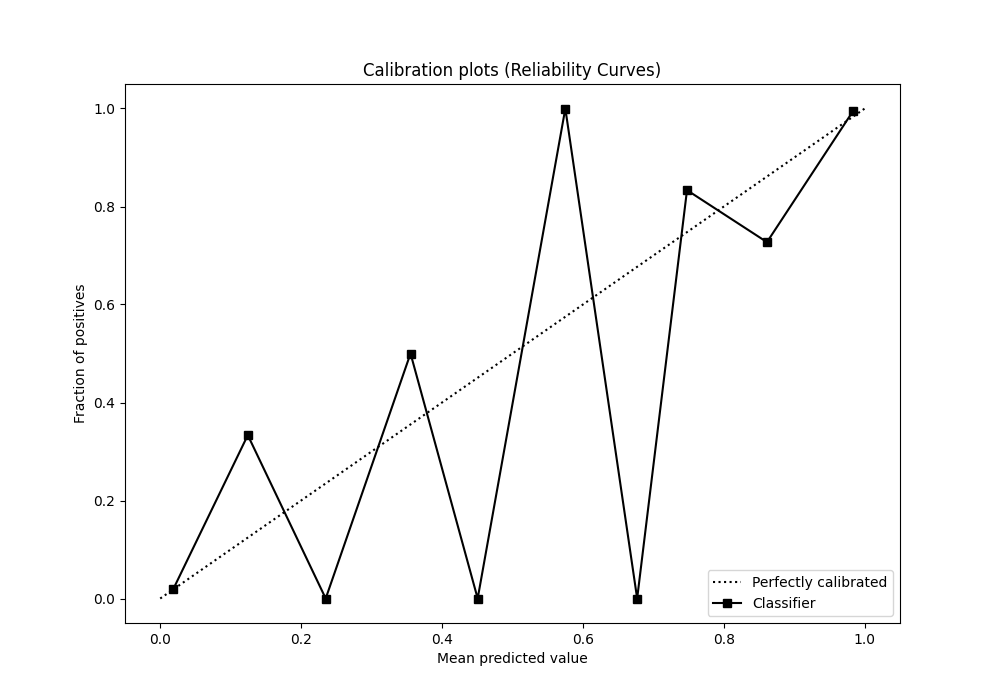 Calibration plots (Reliability Curves)
1.0
0.8
0.6
0.4
0.2
0.0
Fraction of positives
Perfectly calibrated
Classifier
0.0 0.2 0.4 0.6 0.8 1.0
Mean predicted value